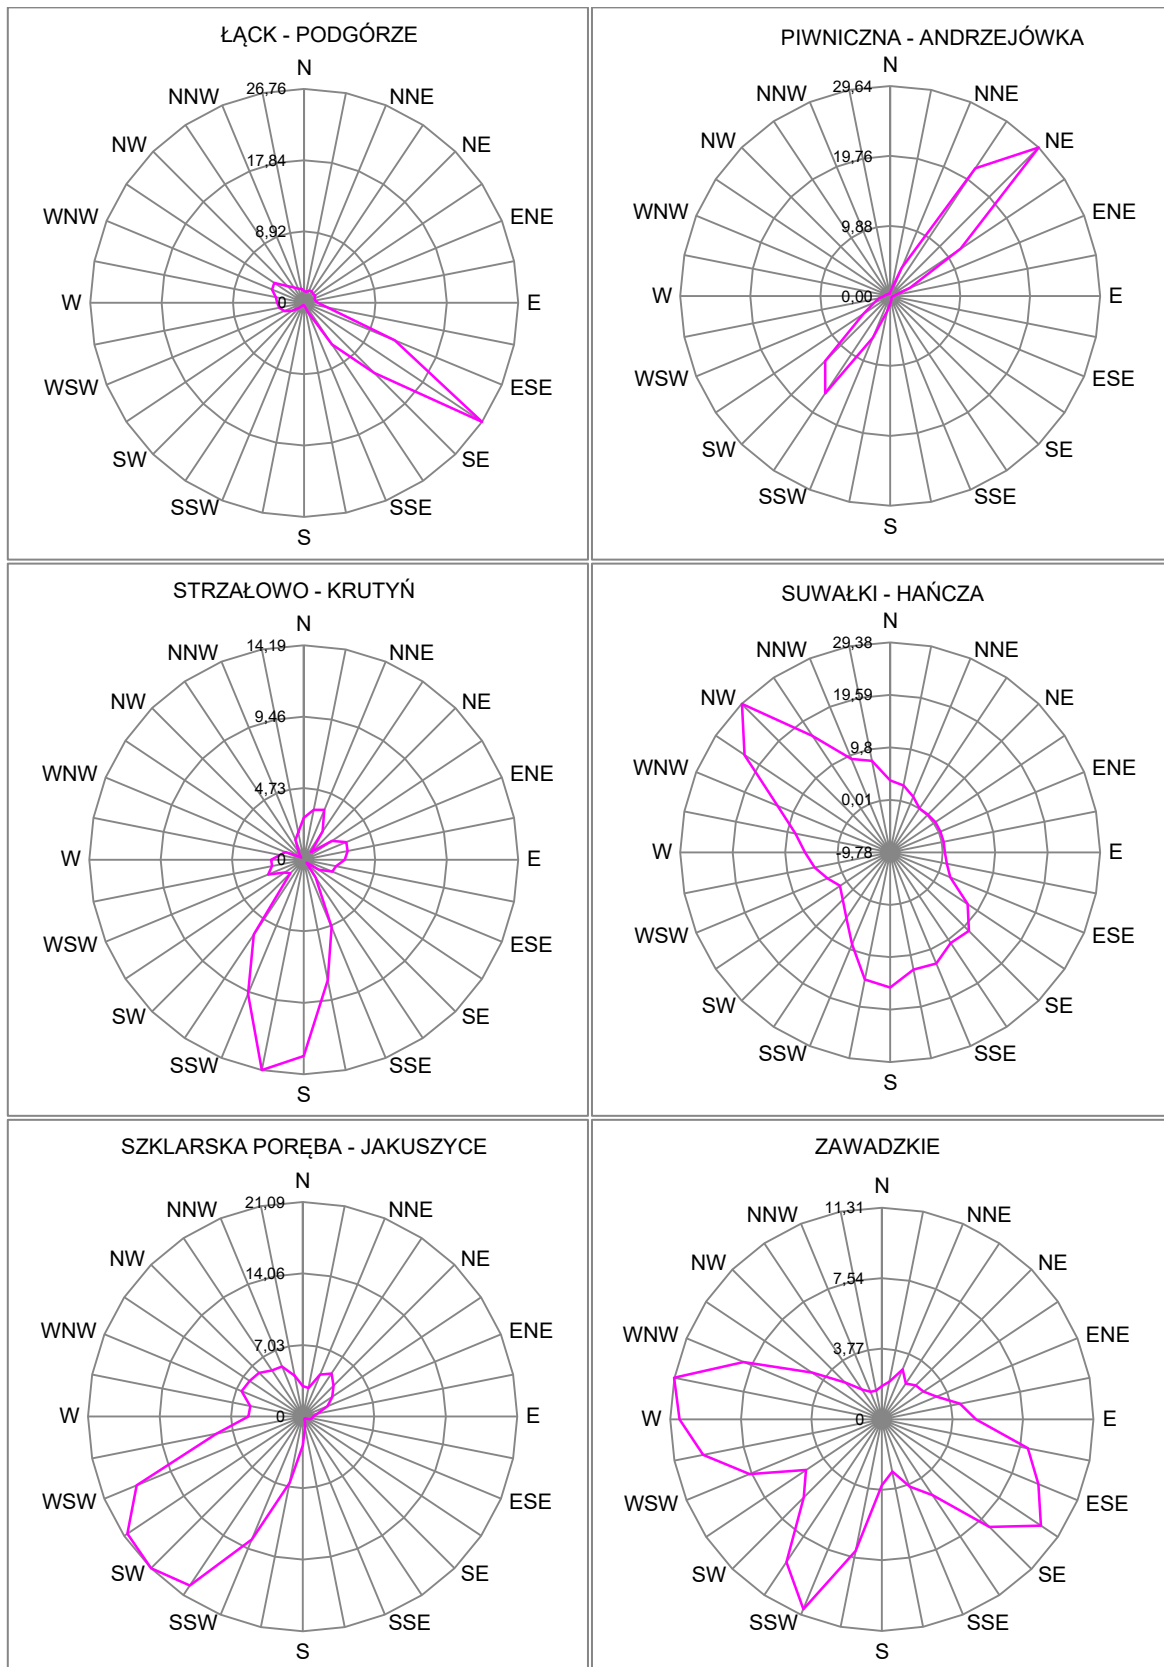 ŁĄCK - PODGÓRZE
N
26,76
NNW
NNE
NW
NE
17,84
WNW
ENE
8,92
W
0
E
WSW
ESE
SW
SE
SSW
SSE
S
PIWNICZNA - ANDRZEJÓWKA
N
29,64
NNW
NNE
NW
NE
19,76
WNW
ENE
9,88
W
0,00
E
WSW
ESE
SW
SE
SSW
SSE
S
STRZAŁOWO - KRUTYŃ
N
14,19
NNW
NNE
NW
NE
9,46
WNW
ENE
4,73
W
0
E
WSW
ESE
SW
SE
SSW
SSE
S
SUWAŁKI - HAŃCZA
N
29,38
NNW
NNE
NW
NE
19,59
WNW
ENE
9,8
0,01
W
-9,78
E
WSW
ESE
SW
SE
SSW
SSE
S
SZKLARSKA PORĘBA - JAKUSZYCE
N
21,09
NNW
NNE
NW
NE
14,06
WNW
ENE
7,03
W
0
E
WSW
ESE
SW
SE
SSW
SSE
S
ZAWADZKIE
N
11,31
NNW
NNE
NW
NE
7,54
WNW
ENE
3,77
W
0
E
WSW
ESE
SW
SE
SSW
SSE
S